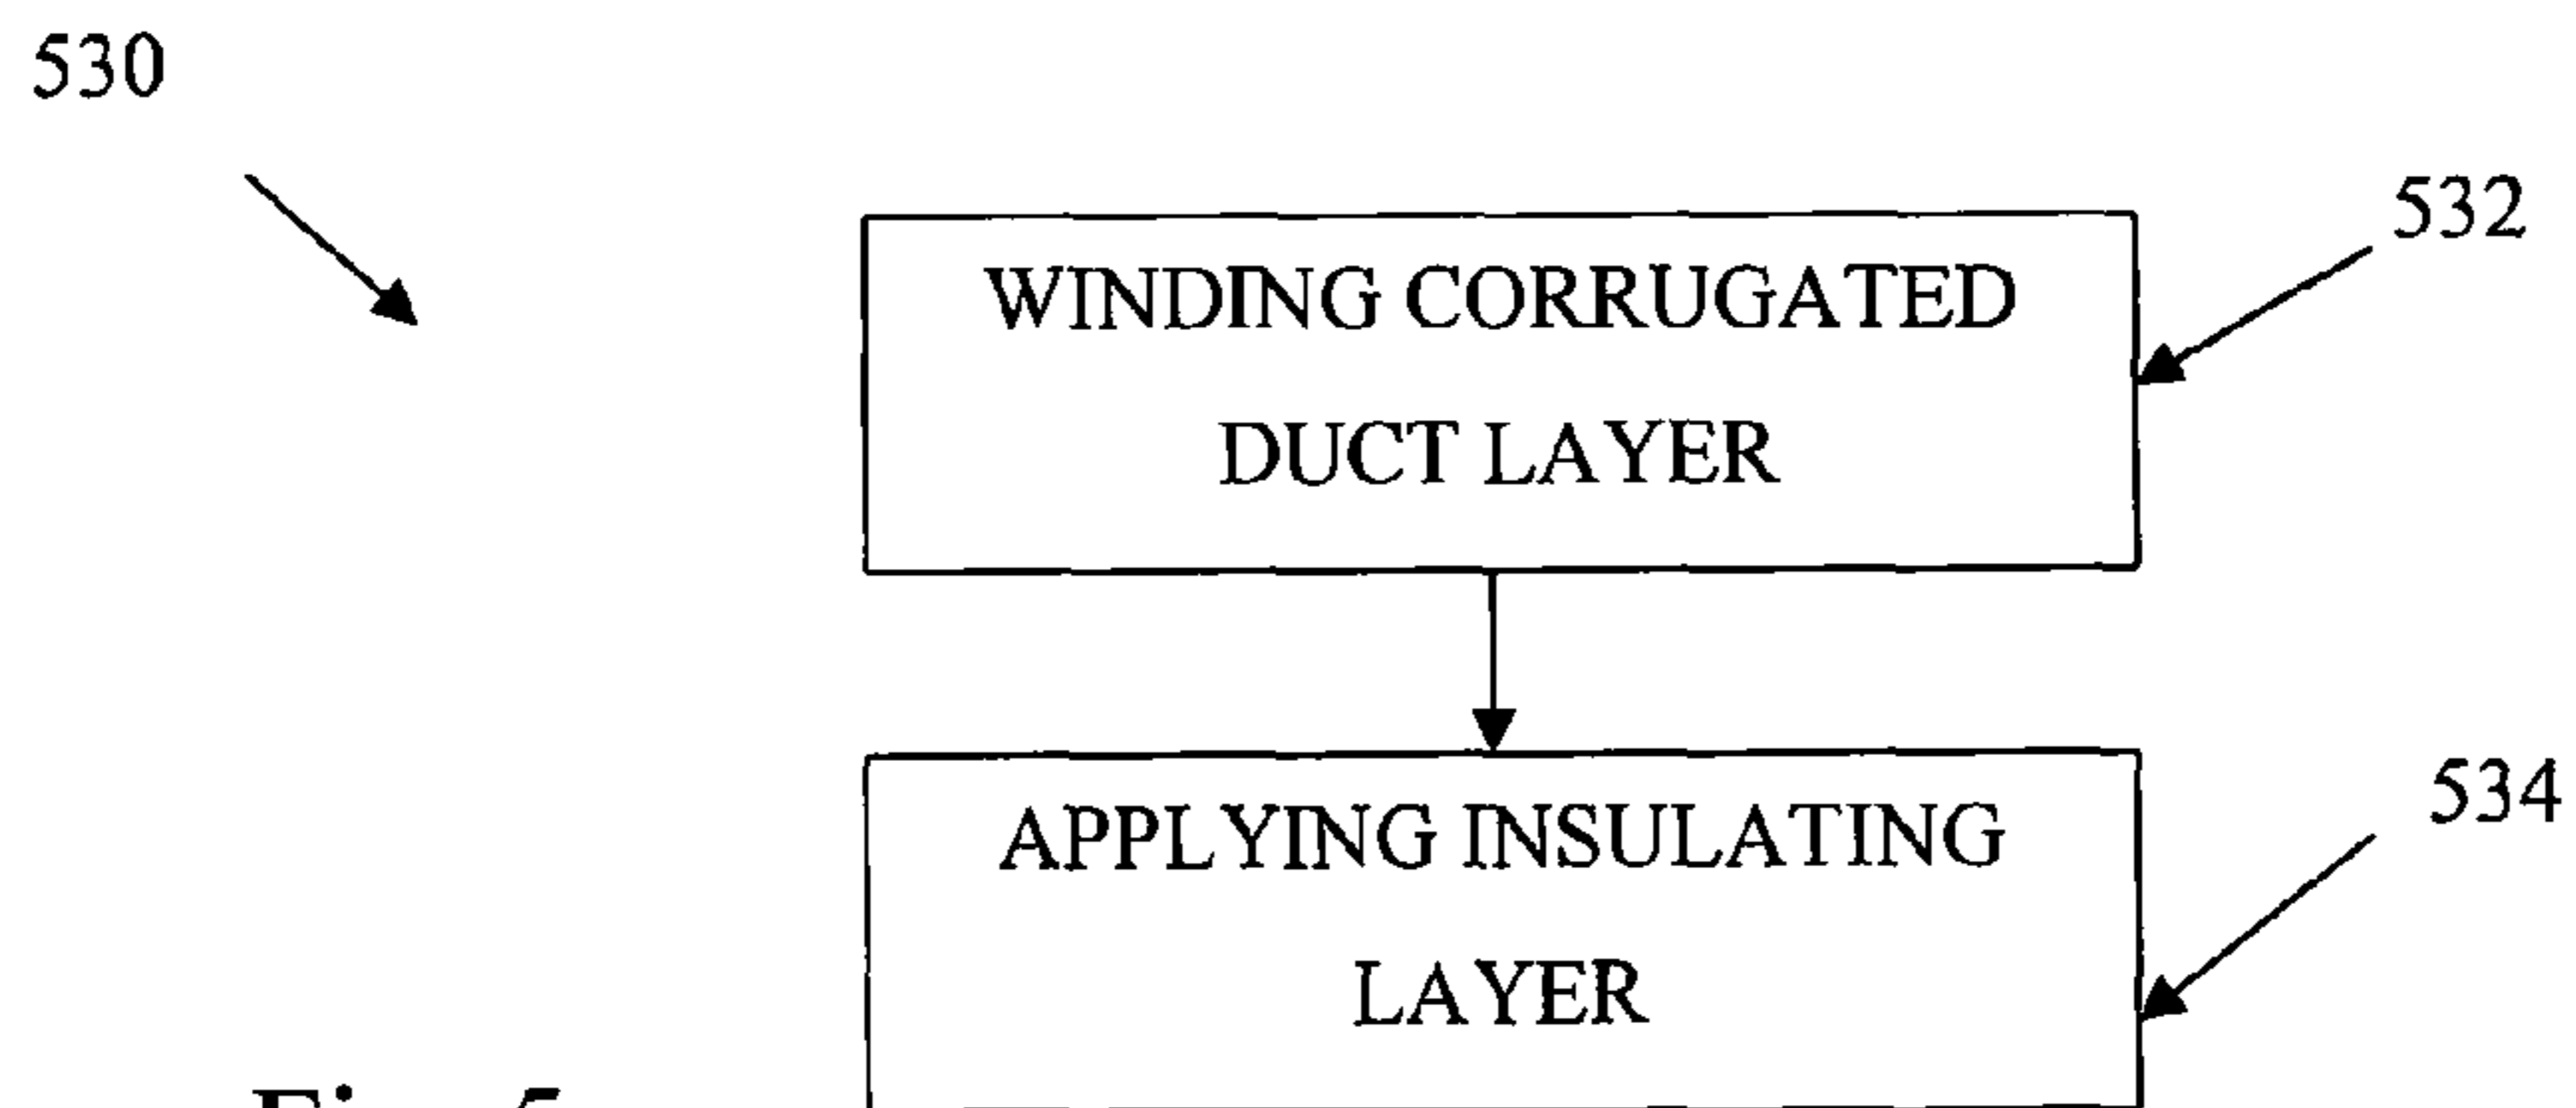 530
532
WINDING CORRUGATED
DUCT LAYER
534
APPLYING INSULATING
LAYER